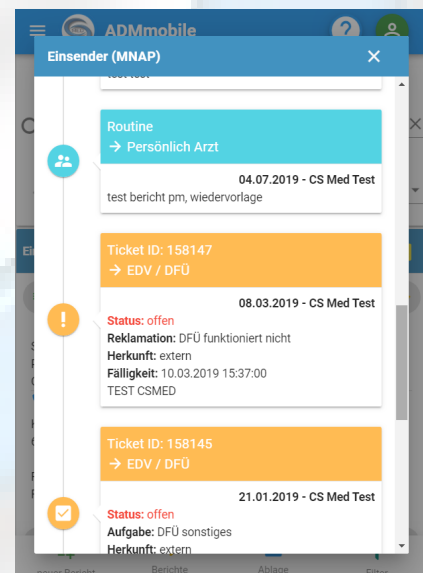 ADMmobile
Einsender (MNAP)
Routine
→ Persönlich Arzt
04.07.2019 - CS Med Test
test bericht pm, wiedervorlage
Ticket ID: 158147
→ EDV / DFÜ
08.03.2019 - CS Med Test
Status: offen
Reklamation: DFÜ funktioniert nicht
Herkunft: extern
Fälligkeit: 10.03.2019 15:37:00
TEST CSMED
Ticket ID: 158145
→ EDV / DFÜ
21.01.2019 - CS Med Test
Status: offen
Aufgabe: DFÜ sonstiges
Herkunft: extern
neuer Bericht Berichte Ablage Filter